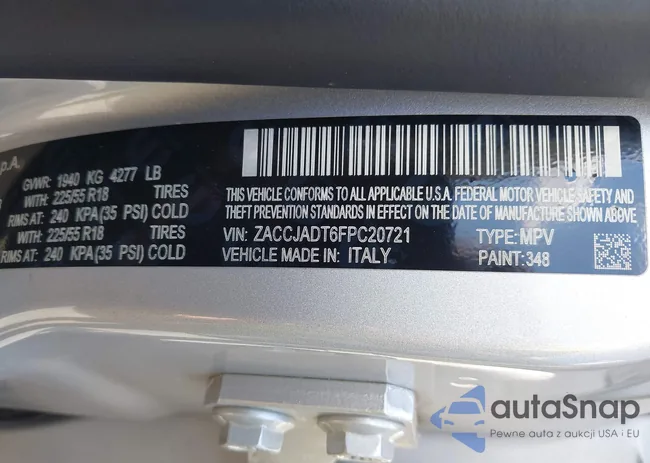 p.A.
GVWR: 1940 KG 4277 LB
WITH: 225/55 R18 TIRES
RIMS AT: 240 KPA(35 PSI) COLD
WITH: 225/55 R18 TIRES
RIMS AT: 240 KPA(35 PSI) COLD
THIS VEHICLE CONFORMS TO ALL APPLICABLE U.S.A. FEDERAL MOTOR VEHICLE SAFETY AND
THEFT PREVENTION STANDARDS IN EFFECT ON THE DATE OF MANUFACTURE SHOWN ABOVE
VIN: ZACCJADT6FPC20721 TYPE: MPV
VEHICLE MADE IN: ITALY PAINT: 348
autaSnap
Pewne auta z aukcji USA i EU